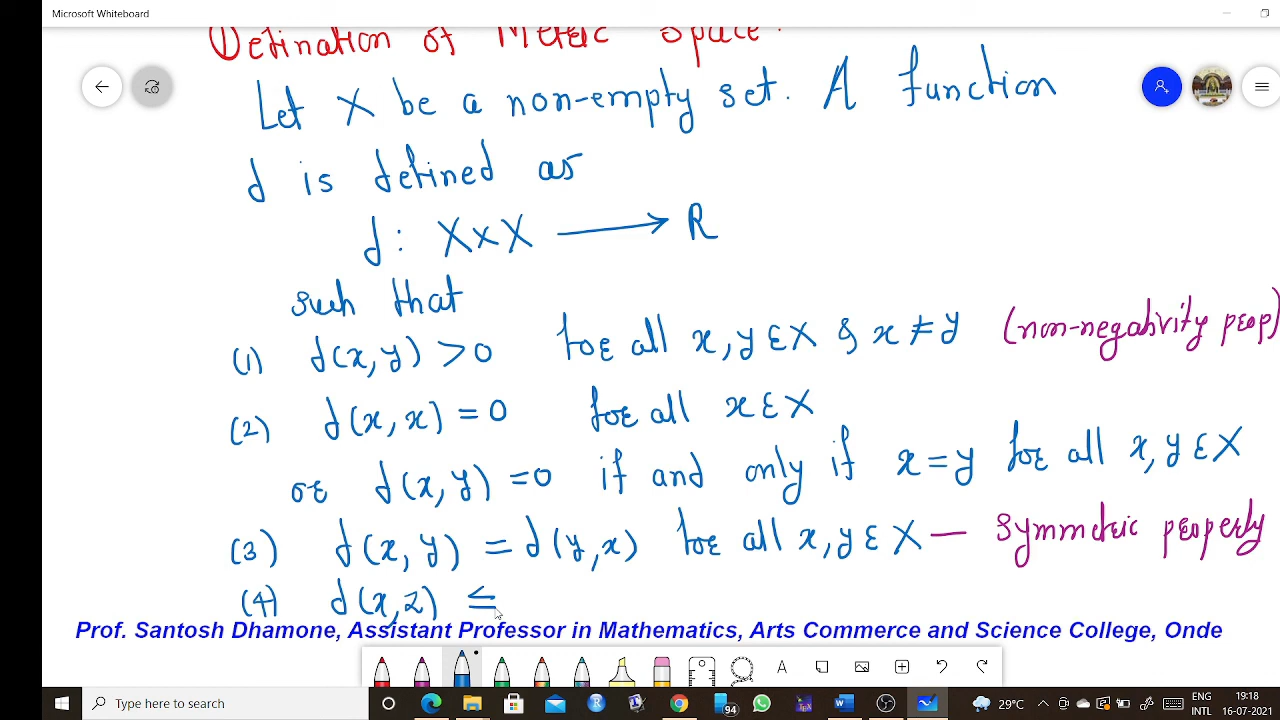 Microsoft Whiteboard
Defination of Metric Space.
Let X be a non-empty set. A function
d is defined as
d : X×X ⟶ R
such that
(1) d(x,y) >0 for all x,y ∈ X & x ≠ y (non-negativity prop)
(2) d(x,x) =0 for all x ∈ X
or d(x,y) =0 if and only if x=y for all x,y ∈ X
(3) d(x,y) = d(y,x) for all x,y ∈ X — Symmetric property
(4) d(x,z) ≤
Prof. Santosh Dhamone, Assistant Professor in Mathematics, Arts Commerce and Science College, Onde
A
Type here to search
94
29°C
ENG
INTL
19:18
16-07-2021